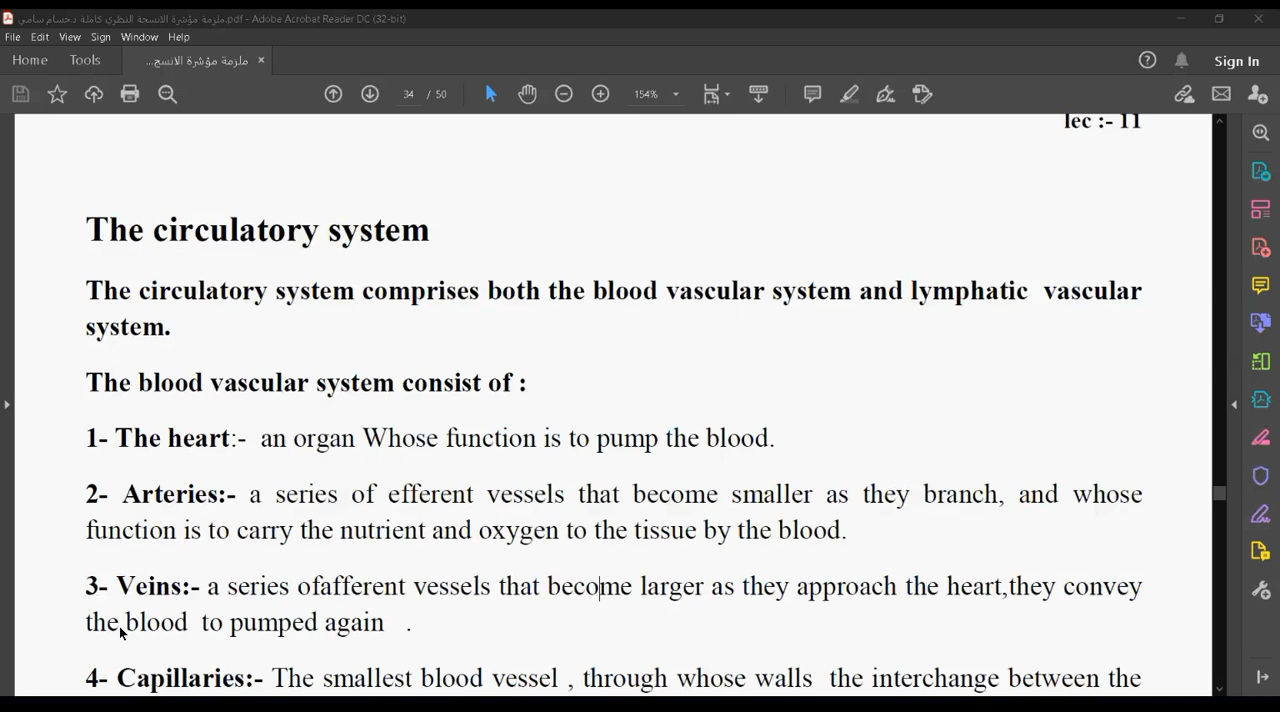 ملزمة مؤشرة الانسجة النظري كاملة د.حسام سامي.pdf - Adobe Acrobat Reader DC (32-bit)
File Edit View Sign Window Help
Home Tools ملزمة مؤشرة الانسج... × Sign In
34 / 50 154%
lec :- 11
The circulatory system
The circulatory system comprises both the blood vascular system and lymphatic vascular
system.
The blood vascular system consist of :
1- The heart:- an organ Whose function is to pump the blood.
2- Arteries:- a series of efferent vessels that become smaller as they branch, and whose
function is to carry the nutrient and oxygen to the tissue by the blood.
3- Veins:- a series ofafferent vessels that become larger as they approach the heart,they convey
the blood to pumped again .
4- Capillaries:- The smallest blood vessel , through whose walls the interchange between the